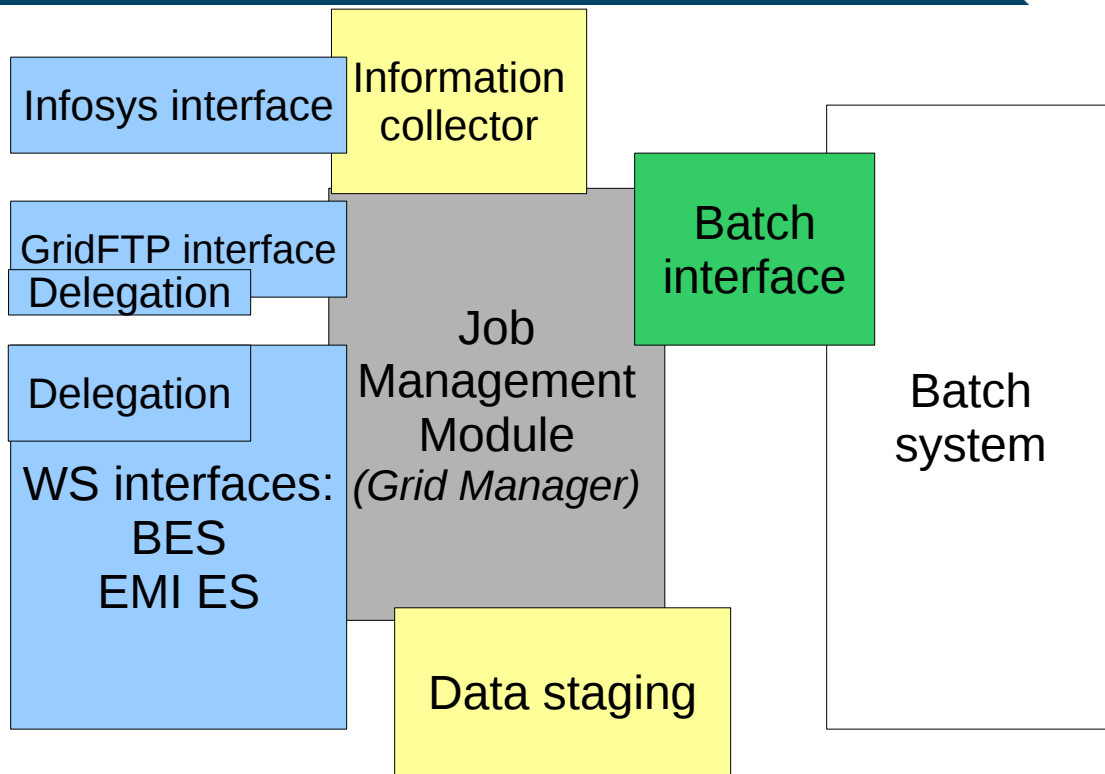 Infosys interface
Information
collector
GridFTP interface
Delegation
Delegation
WS interfaces:
BES
EMI ES
Job
Management
Module
(Grid Manager)
Batch
interface
Batch
system
Data staging